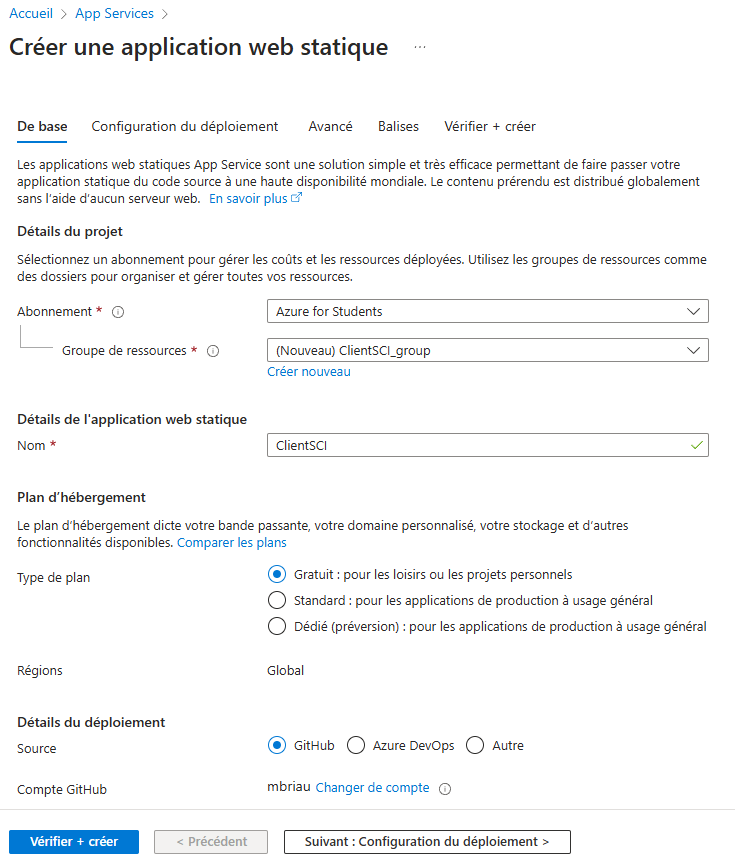 Accueil > App Services >
Créer une application web statique ...
De base Configuration du déploiement Avancé Balises Vérifier + créer
Les applications web statiques App Service sont une solution simple et très efficace permettant de faire passer votre
application statique du code source à une haute disponibilité mondiale. Le contenu prérendu est distribué globalement
sans l’aide d’aucun serveur web. En savoir plus
Détails du projet
Sélectionnez un abonnement pour gérer les coûts et les ressources déployées. Utilisez les groupes de ressources comme
des dossiers pour organiser et gérer toutes vos ressources.
Abonnement * Azure for Students
Groupe de ressources * (Nouveau) ClientSCI_group
Créer nouveau
Détails de l'application web statique
Nom * ClientSCI
Plan d’hébergement
Le plan d’hébergement dicte votre bande passante, votre domaine personnalisé, votre stockage et d’autres
fonctionnalités disponibles. Comparer les plans
Type de plan Gratuit : pour les loisirs ou les projets personnels
Standard : pour les applications de production à usage général
Dédié (préversion) : pour les applications de production à usage général
Régions Global
Détails du déploiement
Source GitHub Azure DevOps Autre
Compte GitHub mbriau Changer de compte
Vérifier + créer < Précédent Suivant : Configuration du déploiement >